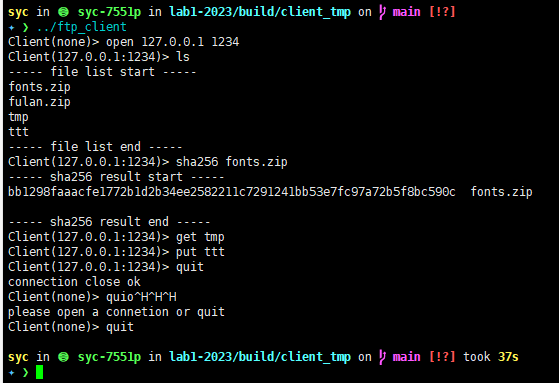 syc in syc-7551p in lab1-2023/build/client_tmp on main [!?]
✦ ❯ ../ftp_client
Client(none)> open 127.0.0.1 1234
Client(127.0.0.1:1234)> ls
----- file list start -----
fonts.zip
fulan.zip
tmp
ttt
----- file list end -----
Client(127.0.0.1:1234)> sha256 fonts.zip
----- sha256 result start -----
bb1298faaacfe1772b1d2b34ee2582211c7291241bb53e7fc97a72b5f8bc590c  fonts.zip

----- sha256 result end -----
Client(127.0.0.1:1234)> get tmp
Client(127.0.0.1:1234)> put ttt
Client(127.0.0.1:1234)> quit
connection close ok
Client(none)> quio^H^H^H
please open a connetion or quit
Client(none)> quit

syc in syc-7551p in lab1-2023/build/client_tmp on main [!?] took 37s
✦ ❯